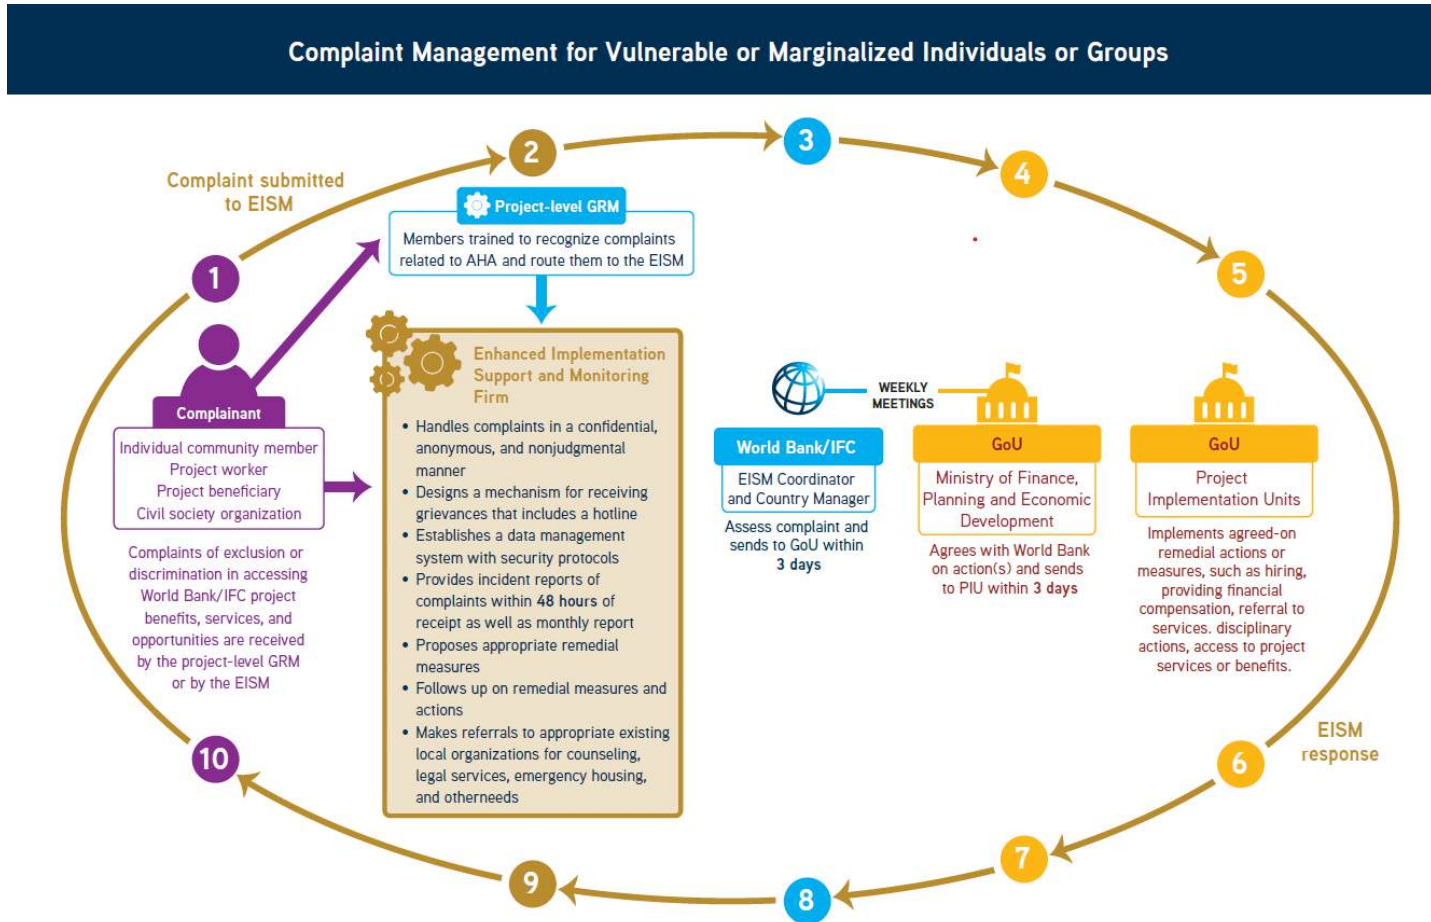 Complaint Management for Vulnerable or Marginalized Individuals or Groups
Complaint submitted
to EISM
1
2
3
4
5
Project-level GRM
Members trained to recognize complaints
related to AHA and route them to the EISM
Complainant
Individual community member
Project worker
Project beneficiary
Civil society organization
Complaints of exclusion or
discrimination in accessing
World Bank/IFC project
benefits, services, and
opportunities are received
by the project-level GRM
or by the EISM
Enhanced Implementation
Support and Monitoring
Firm
• Handles complaints in a confidential,
anonymous, and nonjudgmental
manner
• Designs a mechanism for receiving
grievances that includes a hotline
• Establishes a data management
system with security protocols
• Provides incident reports of
complaints within 48 hours of
receipt as well as monthly report
• Proposes appropriate remedial
measures
• Follows up on remedial measures and
actions
• Makes referrals to appropriate existing
local organizations for counseling,
legal services, emergency housing,
and otherneeds
WEEKLY
MEETINGS
World Bank/IFC
EISM Coordinator
and Country Manager
Assess complaint and
sends to GoU within
3 days
GoU
Ministry of Finance,
Planning and Economic
Development
Agrees with World Bank
on action(s) and sends
to PIU within 3 days
GoU
Project
Implementation Units
Implements agreed-on
remedial actions or
measures, such as hiring,
providing financial
compensation, referral to
services. disciplinary
actions, access to project
services or benefits.
EISM
response
6
7
8
9
10